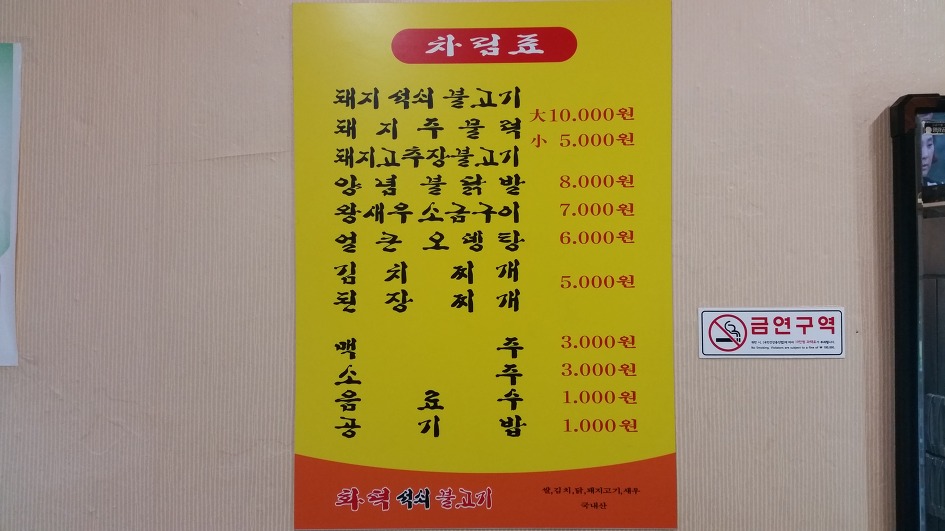 차림표
돼지 석쇠 불고기
돼지주물럭
돼지고추장불고기
大10.000원
小 5.000원
양념불닭발 8.000원
왕새우소금구이 7.000원
얼큰오뎅탕 6.000원
김치찌개
된장찌개
5.000원
맥주 3.000원
소주 3.000원
음료수 1.000원
공기밥 1.000원
화덕 석쇠 불고기
쌀,김치,닭,돼지고기,새우
국내산
금연구역